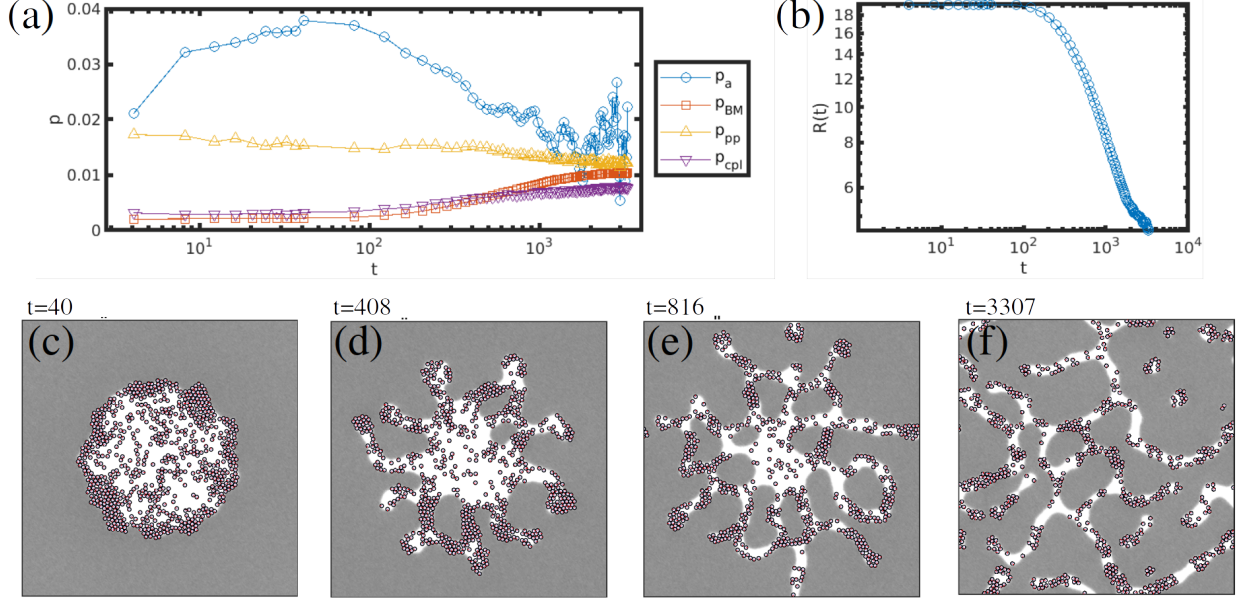 (a)
0.04
0.03
0.02
0.01
0
p
10¹
10²
10³
t
pₐ
p_BM
p_pp
p_cpl
(b)
18
16
14
12
10
8
6
R(t)
10¹
10²
10³
10⁴
t
t=40
t=408
t=816
t=3307
(c)
(d)
(e)
(f)